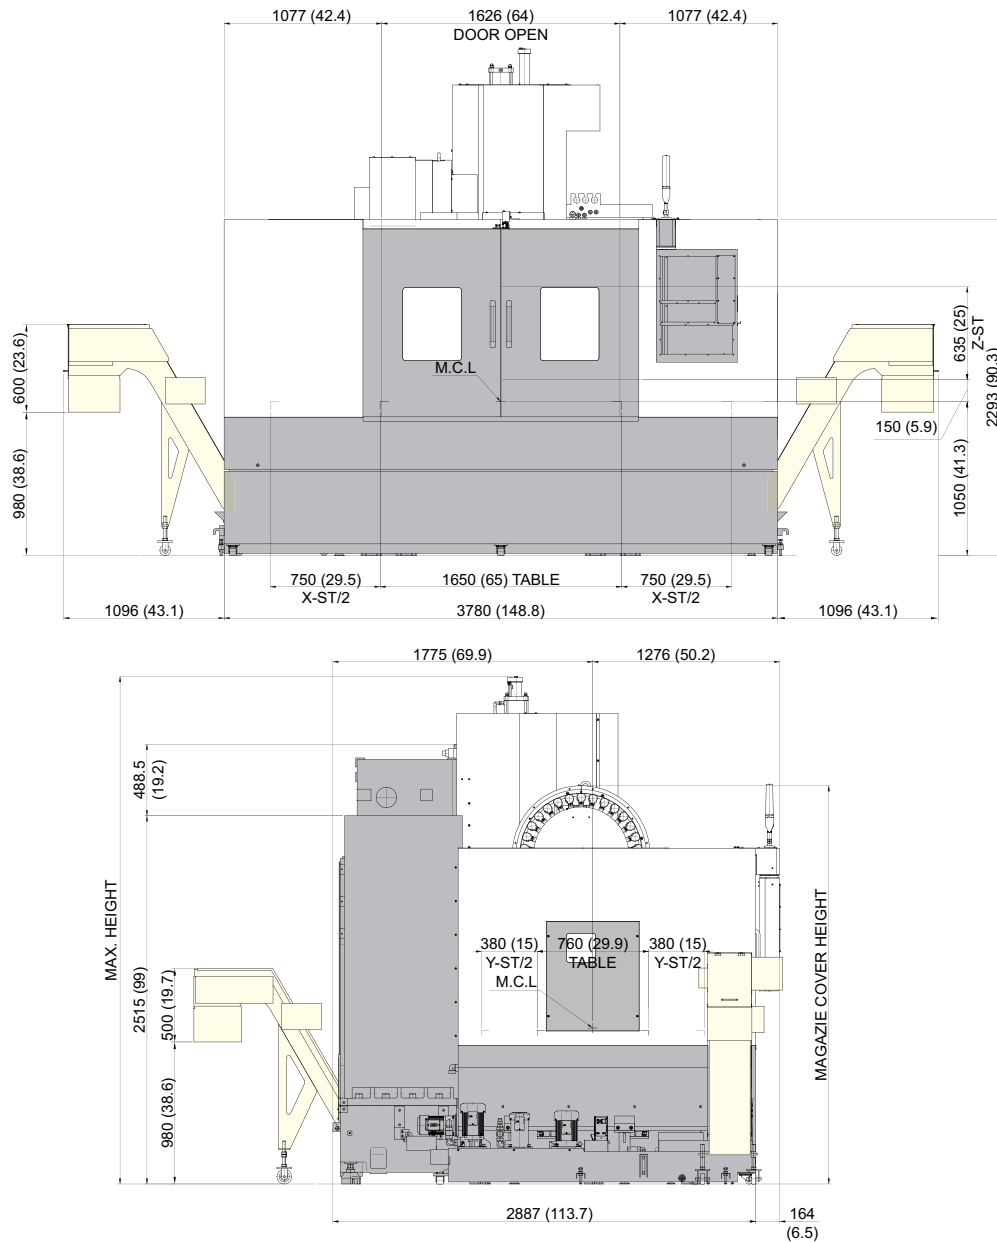 1077 (42.4)
1626 (64)
1077 (42.4)
DOOR OPEN
600 (23.6)
980 (38.6)
M.C.L
635 (25)
Z-ST
2293 (90.3)
150 (5.9)
1050 (41.3)
750 (29.5)
X-ST/2
1650 (65) TABLE
750 (29.5)
X-ST/2
1096 (43.1)
3780 (148.8)
1096 (43.1)
1775 (69.9)
1276 (50.2)
488.5
(19.2)
MAX. HEIGHT
2515 (99)
500 (19.7)
980 (38.6)
380 (15)
Y-ST/2
760 (29.9)
TABLE
380 (15)
Y-ST/2
M.C.L
MAGAZIE COVER HEIGHT
2887 (113.7)
164
(6.5)